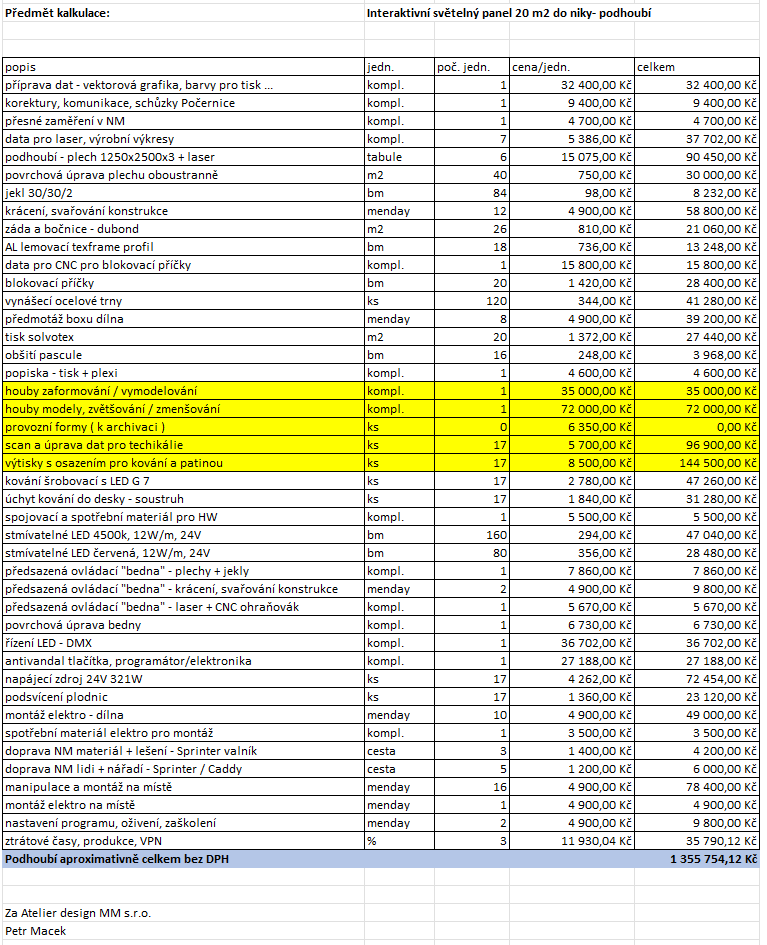 Předmět kalkulace: Interaktivní světelný panel 20 m2 do niky- podhoubí
popis jedn. poč. jedn. cena/jedn. celkem
příprava dat - vektorová grafika, barvy pro tisk ... kompl. 1 32 400,00 Kč 32 400,00 Kč
korektury, komunikace, schůzky Počernice kompl. 1 9 400,00 Kč 9 400,00 Kč
přesné zaměření v NM kompl. 1 4 700,00 Kč 4 700,00 Kč
data pro laser, výrobní výkresy kompl. 7 5 386,00 Kč 37 702,00 Kč
podhoubí - plech 1250x2500x3 + laser tabule 6 15 075,00 Kč 90 450,00 Kč
povrchová úprava plechu oboustranně m2 40 750,00 Kč 30 000,00 Kč
jekl 30/30/2 bm 84 98,00 Kč 8 232,00 Kč
krácení, svařování konstrukce menday 12 4 900,00 Kč 58 800,00 Kč
záda a bočnice - dubond m2 26 810,00 Kč 21 060,00 Kč
AL lemovací texframe profil bm 18 736,00 Kč 13 248,00 Kč
data pro CNC pro blokovací příčky kompl. 1 15 800,00 Kč 15 800,00 Kč
blokovací příčky bm 20 1 420,00 Kč 28 400,00 Kč
vynášecí ocelové trny ks 120 344,00 Kč 41 280,00 Kč
předmotáž boxu dílna menday 8 4 900,00 Kč 39 200,00 Kč
tisk solvotex m2 20 1 372,00 Kč 27 440,00 Kč
obšití pascule bm 16 248,00 Kč 3 968,00 Kč
popiska - tisk + plexi kompl. 1 4 600,00 Kč 4 600,00 Kč
houby zaformování / vymodelování kompl. 1 35 000,00 Kč 35 000,00 Kč
houby modely, zvětšování / zmenšování kompl. 1 72 000,00 Kč 72 000,00 Kč
provozní formy ( k archivaci ) ks 0 6 350,00 Kč 0,00 Kč
scan a úprava dat pro techikálie ks 17 5 700,00 Kč 96 900,00 Kč
výtisky s osazením pro kování a patinou ks 17 8 500,00 Kč 144 500,00 Kč
kování šrobovací s LED G 7 ks 17 2 780,00 Kč 47 260,00 Kč
úchyt kování do desky - soustruh ks 17 1 840,00 Kč 31 280,00 Kč
spojovací a spotřební materiál pro HW kompl. 1 5 500,00 Kč 5 500,00 Kč
stmívatelné LED 4500k, 12W/m, 24V bm 160 294,00 Kč 47 040,00 Kč
stmívatelné LED červená, 12W/m, 24V bm 80 356,00 Kč 28 480,00 Kč
předsazená ovládací "bedna" - plechy + jekly kompl. 1 7 860,00 Kč 7 860,00 Kč
předsazená ovládací "bedna" - krácení, svařování konstrukce menday 2 4 900,00 Kč 9 800,00 Kč
předsazená ovládací "bedna" - laser + CNC ohraňovák kompl. 1 5 670,00 Kč 5 670,00 Kč
povrchová úprava bedny kompl. 1 6 730,00 Kč 6 730,00 Kč
řízení LED - DMX kompl. 1 36 702,00 Kč 36 702,00 Kč
antivandal tlačítka, programátor/elektronika kompl. 1 27 188,00 Kč 27 188,00 Kč
napájecí zdroj 24V 321W ks 17 4 262,00 Kč 72 454,00 Kč
podsvícení plodnic ks 17 1 360,00 Kč 23 120,00 Kč
montáž elektro - dílna menday 10 4 900,00 Kč 49 000,00 Kč
spotřební materiál elektro pro montáž kompl. 1 3 500,00 Kč 3 500,00 Kč
doprava NM materiál + lešení - Sprinter valník cesta 3 1 400,00 Kč 4 200,00 Kč
doprava NM lidi + nářadí - Sprinter / Caddy cesta 5 1 200,00 Kč 6 000,00 Kč
manipulace a montáž na místě menday 16 4 900,00 Kč 78 400,00 Kč
montáž elektro na místě menday 1 4 900,00 Kč 4 900,00 Kč
nastavení programu, oživení, zaškolení menday 2 4 900,00 Kč 9 800,00 Kč
ztrátové časy, produkce, VPN % 3 11 930,04 Kč 35 790,12 Kč
Podhoubí aproximativně celkem bez DPH 1 355 754,12 Kč
Za Atelier design MM s.r.o.
Petr Macek